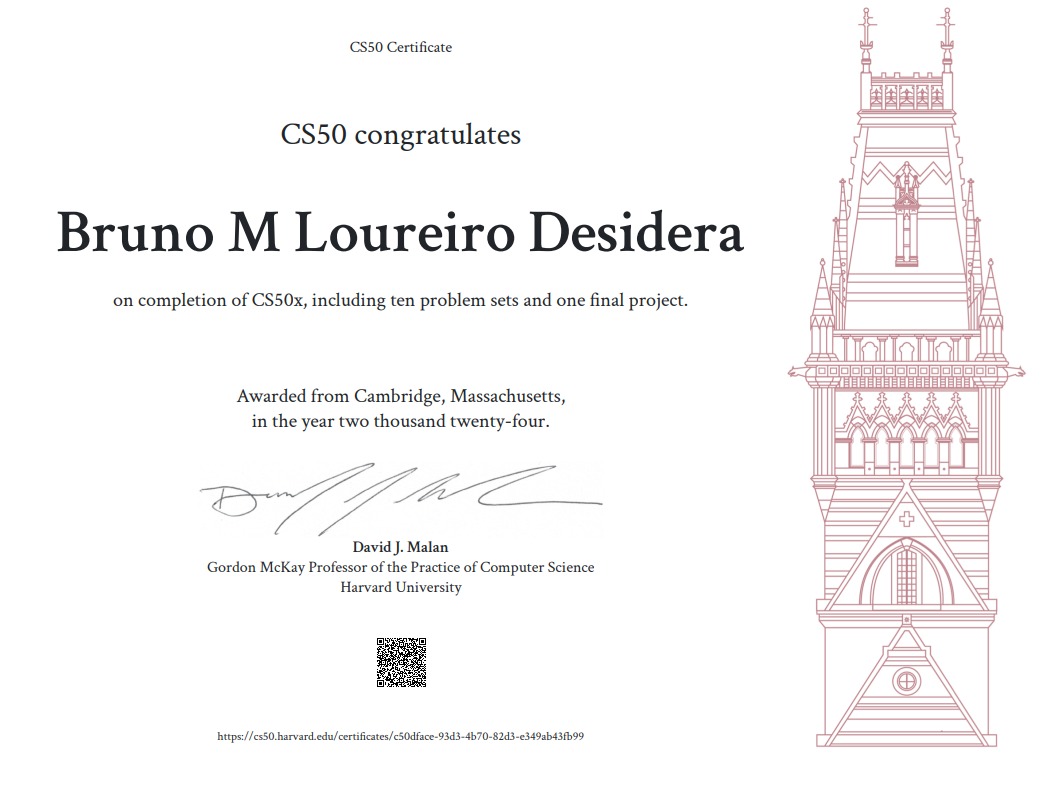 CS50 Certificate
CS50 congratulates
Bruno M Loureiro Desidera
on completion of CS50x, including ten problem sets and one final project.
Awarded from Cambridge, Massachusetts,
in the year two thousand twenty-four.
David J. Malan
Gordon McKay Professor of the Practice of Computer Science
Harvard University
https://cs50.harvard.edu/certificates/c50dface-93d3-4b70-82d3-e349ab43fb99